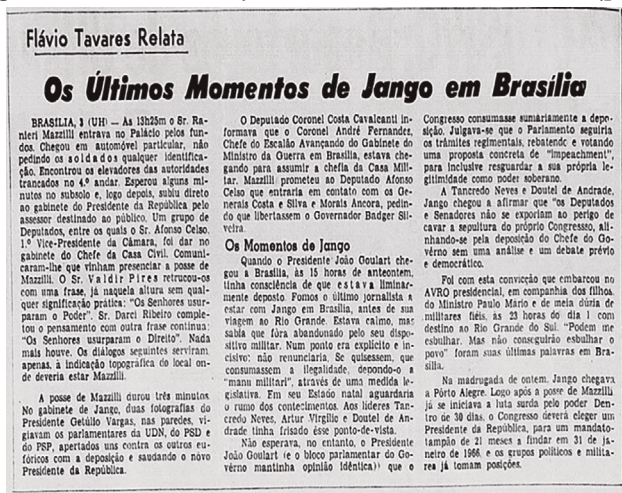 Flávio Tavares Relata
Os Últimos Momentos de Jango em Brasília
BRASÍLIA, 3 (UH) — As 13h25m o Sr. Ra-
nieri Mazzilli entrava no Palácio pelos fun-
dos. Chegou em automóvel particular, não
pedindo os soldados qualquer identifica-
ção. Encontrou os elevadores das autoridades
trancados no 4.º andar. Esperou alguns mi-
nutos no subsolo e, logo depois, subiu direto
ao gabinete do Presidente da República pelo
assessor destinado ao público. Um grupo de
Deputados, entre os quais o Sr. Afonso Celso,
1.º Vice-Presidente da Câmara, foi dar no
gabinete do Chefe da Casa Civil. Comuni-
caram-lhe que vinham presenciar a posse de
Mazzilli. O Sr. Valdir Pires retrucou-os
com uma frase, já naquela altura sem qual-
quer significação prática: "Os Senhores usur-
param o Poder". Sr. Darci Ribeiro comple-
tou o pensamento com outra frase contínua:
"Os Senhores usurparam o Direito". Nada
mais houve. Os diálogos seguintes serviram
apenas, à indicação topográfica do local on-
de deveria estar Mazzilli.
A posse de Mazzilli durou três minutos
No gabinete de Jango, duas fotografias do
Presidente Getúlio Vargas, nas paredes, vi-
giavam os parlamentares da UDN, do PSD e
do PSP, apertados uns contra os outros eu-
fóricos com a deposição e saudando o novo
Presidente da República.
O Deputado Coronel Costa Cavalcanti in-
formava que o Coronel André Fernandes,
Chefe do Escalão Avançando do Gabinete do
Ministro da Guerra em Brasília, estava che-
gando para assumir a chefia da Casa Mili-
tar. Mazzilli prometeu ao Deputado Afonso
Celso que entraria em contato com os Ge-
nerais Costa e Silva e Morais Ancora, pedin-
do que libertassem o Governador Badger Sil-
veira.
Os Momentos de Jango
Quando o Presidente João Goulart che-
gou a Brasília, às 15 horas de anteontem,
tinha consciência de que estava liminar-
mente deposto. Fomos o último jornalista a
estar com Jango em Brasília, antes de sua
viagem ao Rio Grande. Estava calmo, mas
sabia que fôra abandonado pelo seu dispo-
sitivo militar. Num ponto era explícito e in-
cisivo: não renunciaria. Se quisessem, que
consumassem a ilegalidade, depondo-o a
"manu militari", através de uma medida le-
gislativa. Em seu Estado natal aguardaria
o rumo dos contecimentos. Aos líderes Tan-
credo Neves, Artur Virgílio e Doutel de An-
drade tinha frisado êsse ponto-de-vista.
Não esperava, no entanto, o Presidente
João Goulart (e o bloco parlamentar do Go-
vêrno mantinha opinião idêntica)) que o
Congresso consumasse sumàriamente a depo-
sição. Julgava-se que o Parlamento seguiria
os trâmites regimentais, rebatendo e votando
uma proposta concreta de "impeachment",
para inclusive resguardar a sua própria le-
gitimidade como poder soberano.
A Tancredo Neves e Doutel de Andrade,
Jango chegou a afirmar que "os Deputados
e Senadores não se exporiam ao perigo de
cavar a sepultura do próprio Congresso, ali-
nhando-se pela deposição do Chefe do Go-
vêrno sem uma análise e um debate prévio
e democrático.
Foi com esta convicção que embarcou no
AVRO presidencial, em companhia dos filhos,
do Ministro Paulo Mário e de meia dúzia de
militares fiéis, às 23 horas do dia 1 com
destino ao Rio Grande do Sul. "Podem me
esbulhar. Mas não conseguirão esbulhar o
povo" foram suas últimas palavras em Bra-
sília.
Na madrugada de ontem, Jango chegava
a Pôrto Alegre. Logo após a posse de Mazzilli
já se iniciava a luta surda pelo poder Den-
tro de 30 dias, o Congresso deverá eleger um
Presidente da República, para um mandato-
tampão de 21 meses a findar em 31 de ja-
neiro de 1966, e os grupos políticos e milita-
rea já tomam posições.